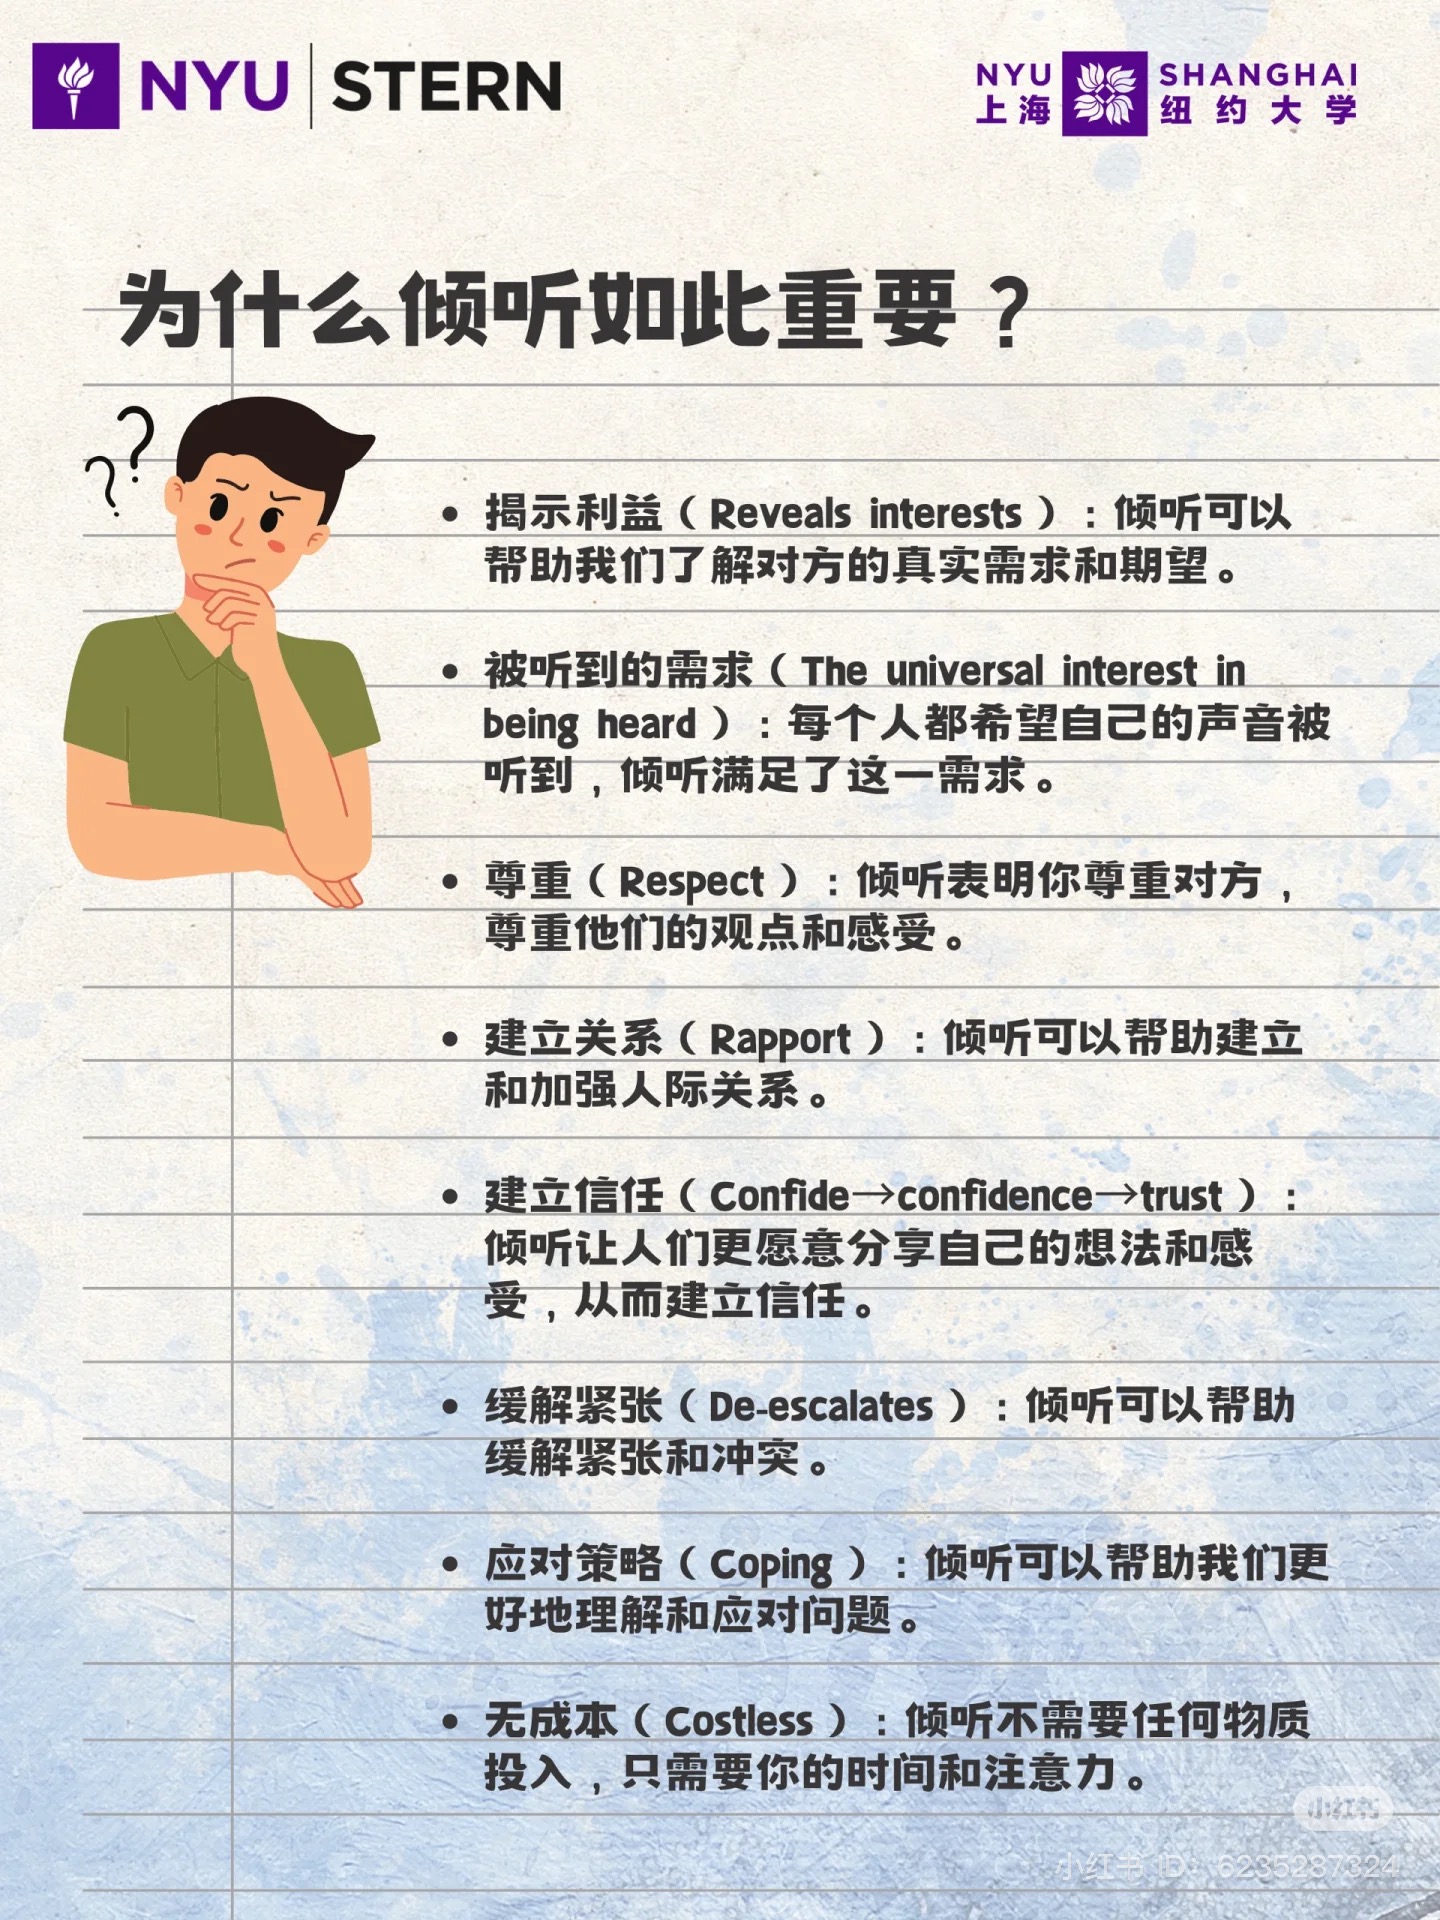 NYU STERN
NYU SHANGHAI
上海 纽约大学
为什么倾听如此重要？
? ?
• 揭示利益（Reveals interests）：倾听可以
帮助我们了解对方的真实需求和期望。
• 被听到的需求（The universal interest in
being heard）：每个人都希望自己的声音被
听到，倾听满足了这一需求。
• 尊重（Respect）：倾听表明你尊重对方，
尊重他们的观点和感受。
• 建立关系（Rapport）：倾听可以帮助建立
和加强人际关系。
• 建立信任（Confide→confidence→trust）：
倾听让人们更愿意分享自己的想法和感
受，从而建立信任。
• 缓解紧张（De-escalates）：倾听可以帮助
缓解紧张和冲突。
• 应对策略（Coping）：倾听可以帮助我们更
好地理解和应对问题。
• 无成本（Costless）：倾听不需要任何物质
投入，只需要你的时间和注意力。
小红书
小红书 ID: 6235287324